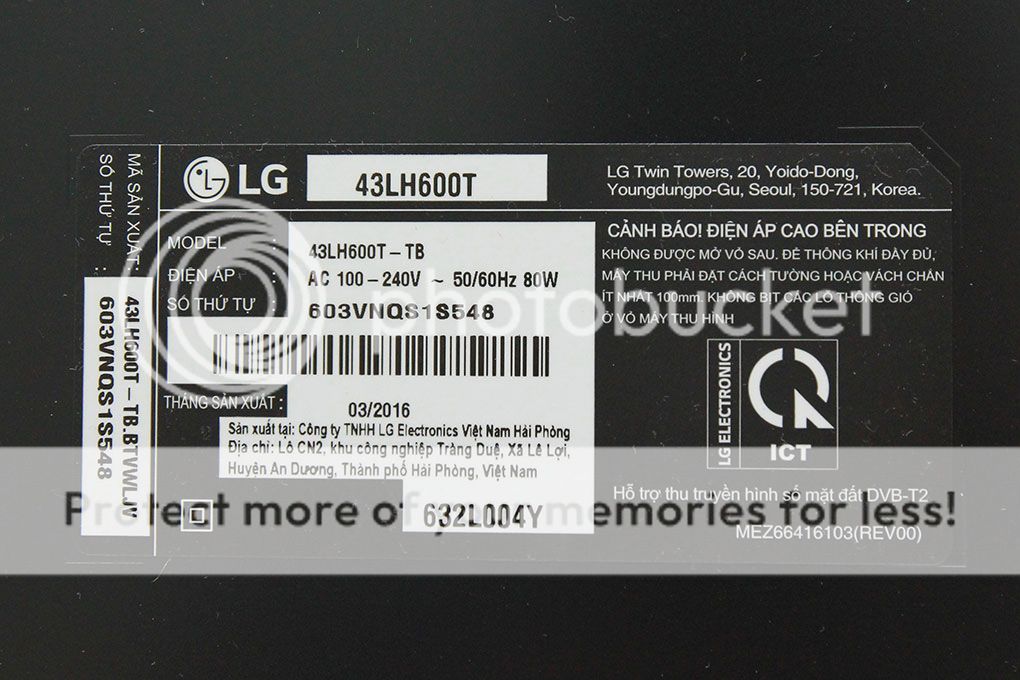 LG
43LH600T
LG Twin Towers, 20, Yoido-Dong,
Youngdungpo-Gu, Seoul, 150-721, Korea.
MODEL :
43LH600T-TB
ĐIỆN ÁP :
AC 100-240V ~ 50/60Hz 80W
SỐ THỨ TỰ :
603VNQS1S548
THÁNG SẢN XUẤT :
03/2016
Sản xuất tại: Công ty TNHH LG Electronics Việt Nam Hải Phòng
Địa chỉ: Lô CN2, khu công nghiệp Tràng Duệ, Xã Lê Lợi,
Huyện An Dương, Thành phố Hải Phòng, Việt Nam
632L004Y
CẢNH BÁO! ĐIỆN ÁP CAO BÊN TRONG
KHÔNG ĐƯỢC MỞ VỎ SAU. ĐỂ THÔNG KHÍ ĐẦY ĐỦ,
MÁY THU PHẢI ĐẶT CÁCH TƯỜNG HOẶC VÁCH CHẮN
ÍT NHẤT 100mm. KHÔNG BỊT CÁC LỖ THÔNG GIÓ
Ở VỎ MÁY THU HÌNH
LG ELECTRONICS
ICT
Hỗ trợ thu truyền hình số mặt đất DVB-T2
MEZ66416103(REV00)
MÃ SẢN XUẤT :
43LH600T-TB.BTVWLJV
SỐ THỨ TỰ :
603VNQS1S548
photobucket
Protect more of your memories for less!